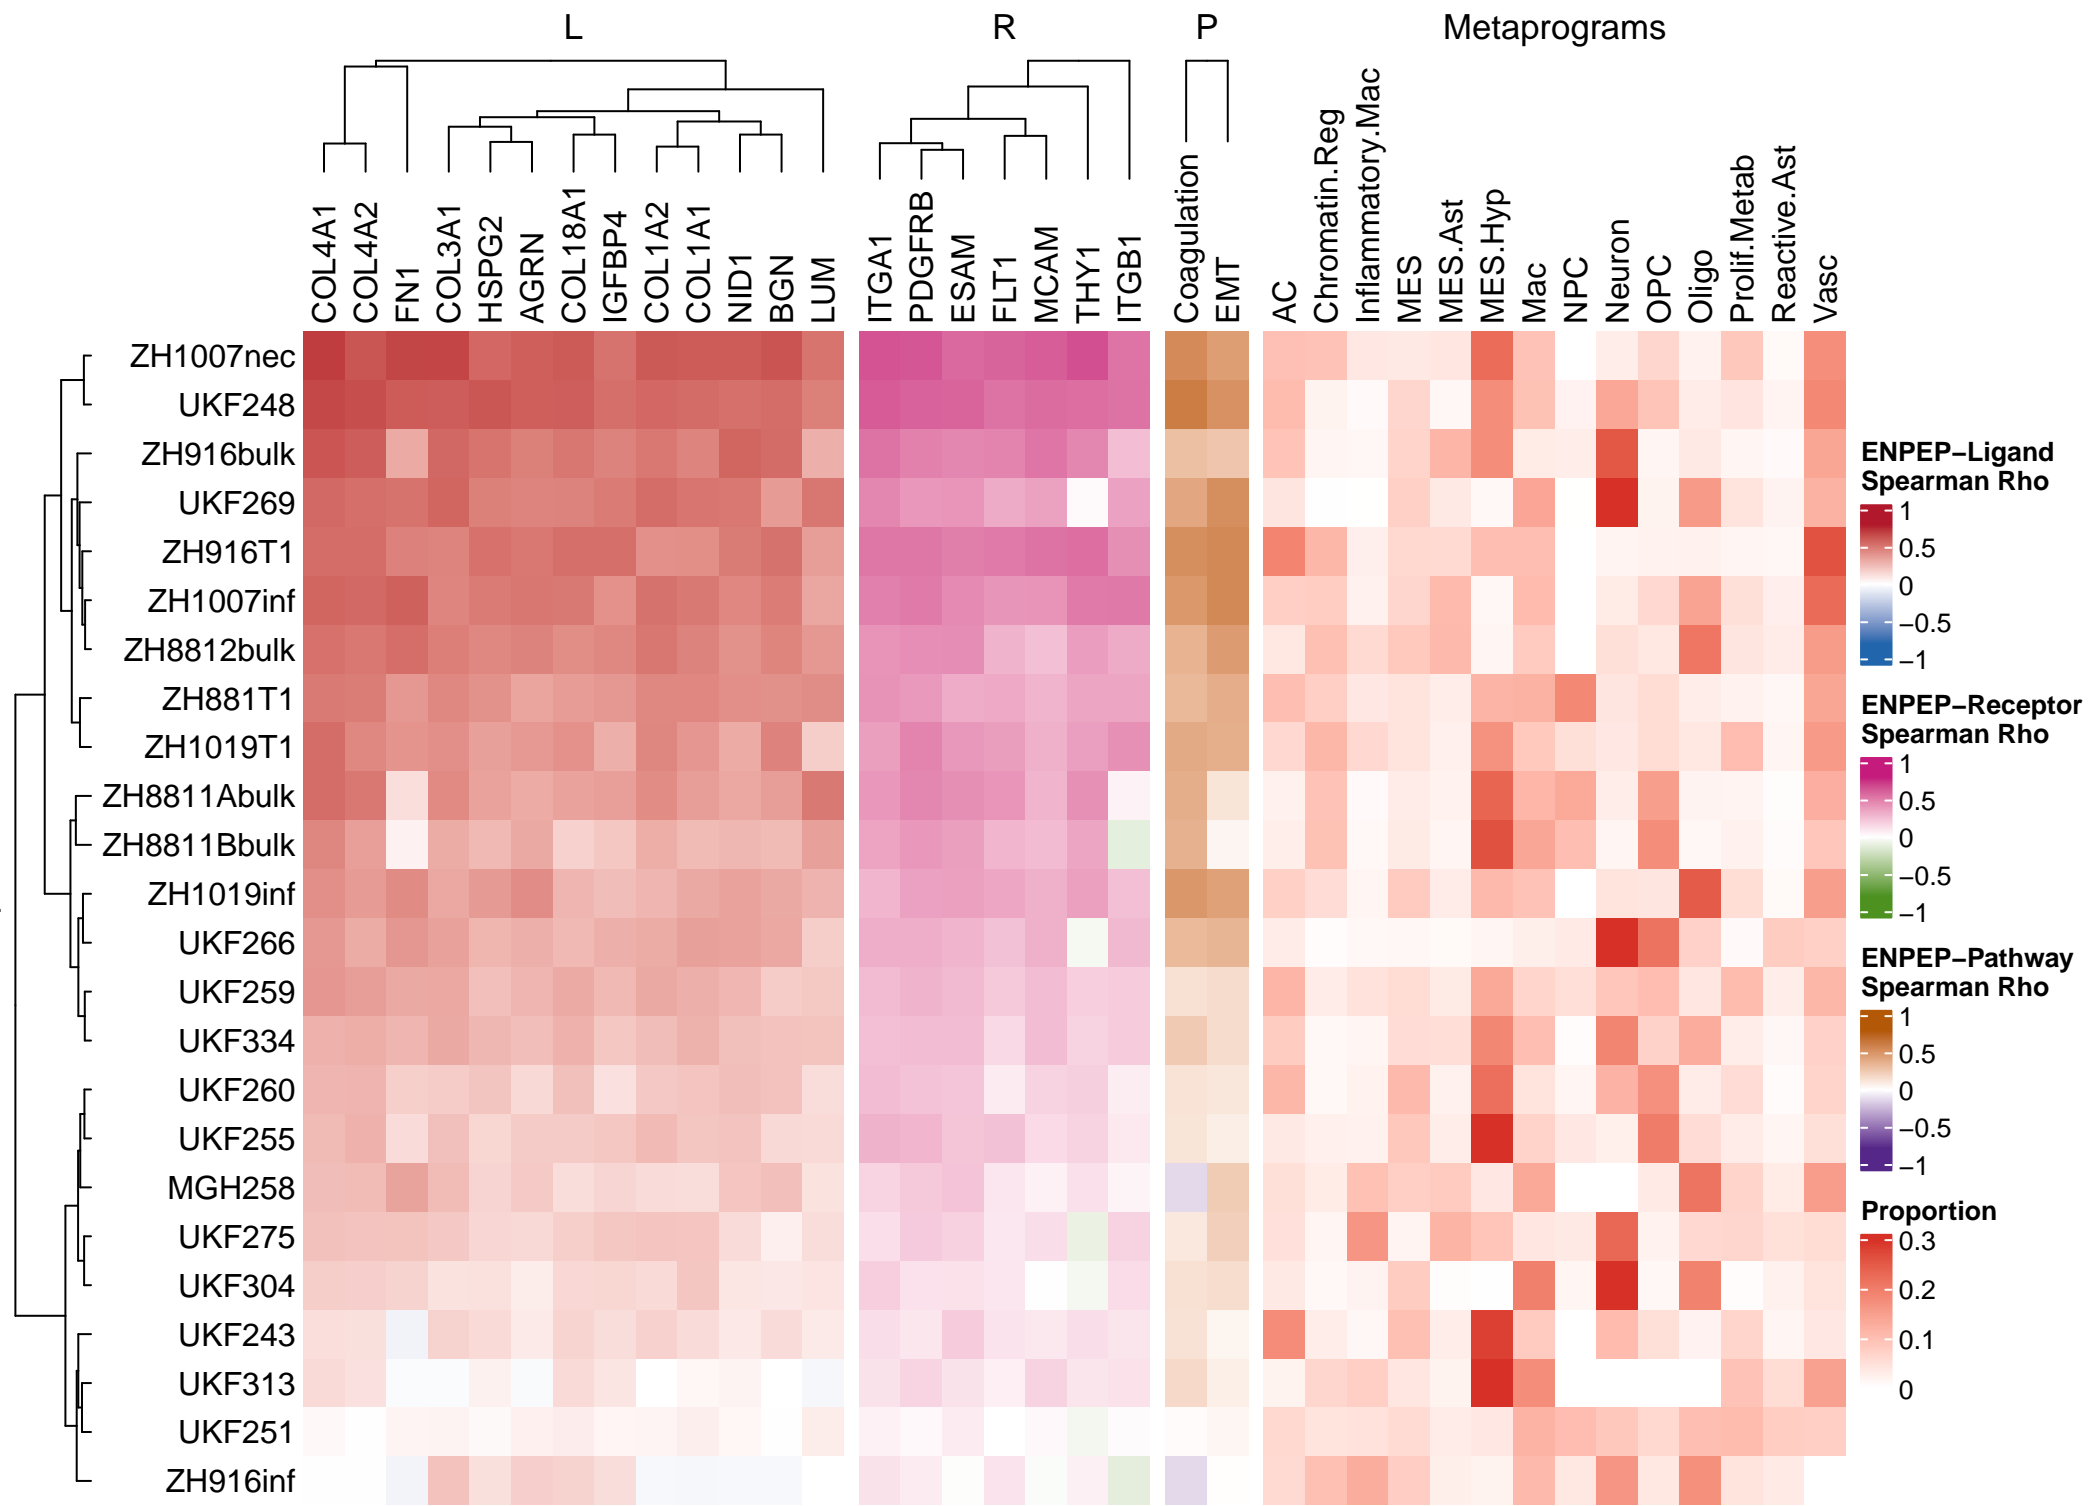 L
R
P
Metaprograms
COL4A1
COL4A2
FN1
COL3A1
HSPG2
AGRN
COL18A1
IGFBP4
COL1A2
COL1A1
NID1
BGN
LUM
ITGA1
PDGFRB
ESAM
FLT1
MCAM
THY1
ITGB1
Coagulation
EMT
AC
Chromatin.Reg
Inflammatory.Mac
MES
MES.Ast
MES.Hyp
Mac
NPC
Neuron
OPC
Oligo
Prolif.Metab
Reactive.Ast
Vasc
ZH1007nec
UKF248
ZH916bulk
UKF269
ZH916T1
ZH1007inf
ZH8812bulk
ZH881T1
ZH1019T1
ZH8811Abulk
ZH8811Bbulk
ZH1019inf
UKF266
UKF259
UKF334
UKF260
UKF255
MGH258
UKF275
UKF304
UKF243
UKF313
UKF251
ZH916inf
ENPEP−Ligand
Spearman Rho
1
0.5
0
−0.5
−1
ENPEP−Receptor
Spearman Rho
1
0.5
0
−0.5
−1
ENPEP−Pathway
Spearman Rho
1
0.5
0
−0.5
−1
Proportion
0.3
0.2
0.1
0